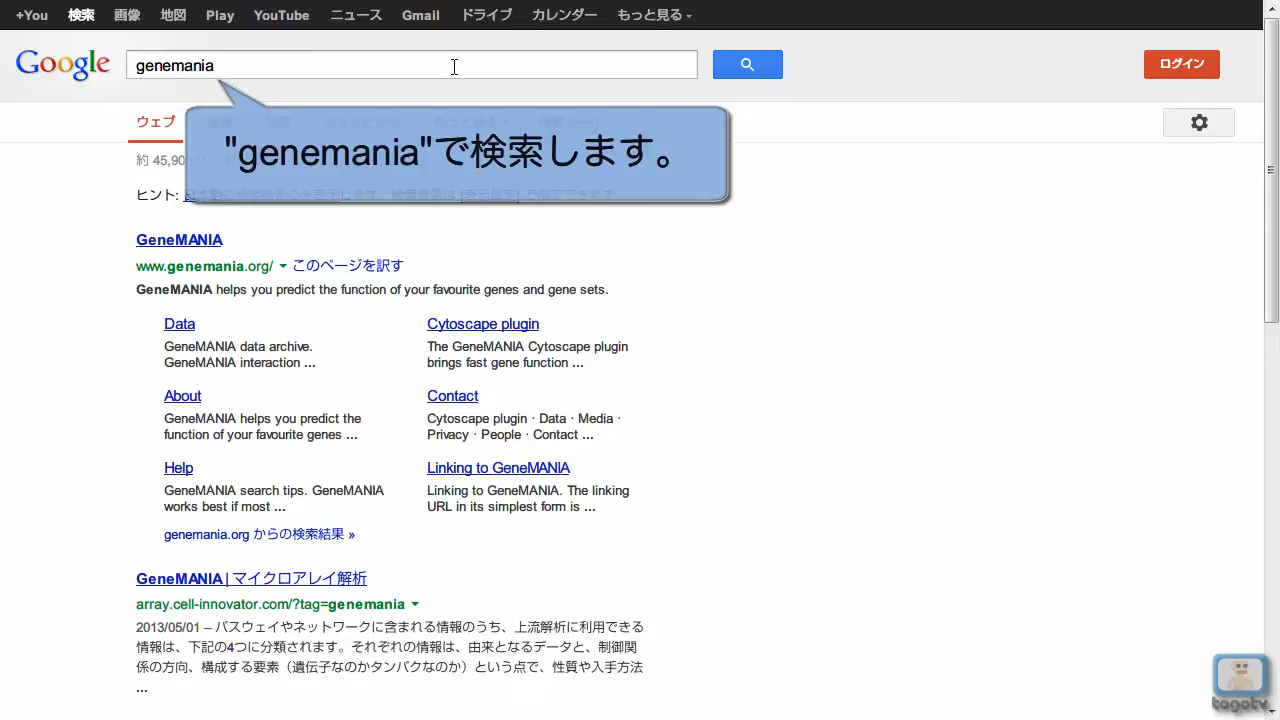 +You 検索 画像 地図 Play YouTube ニュース Gmail ドライブ カレンダー もっと見る
Google genemania ログイン
"genemania"で検索します。
ウェブ
約 45,90
ヒント:
GeneMANIA
www.genemania.org/ このページを訳す
GeneMANIA helps you predict the function of your favourite genes and gene sets.
Data
GeneMANIA data archive.
GeneMANIA interaction ...
Cytoscape plugin
The GeneMANIA Cytoscape plugin
brings fast gene function ...
About
GeneMANIA helps you predict the
function of your favourite genes ...
Contact
Cytoscape plugin · Data · Media ·
Privacy · People · Contact ...
Help
GeneMANIA search tips. GeneMANIA
works best if most ...
Linking to GeneMANIA
Linking to GeneMANIA. The linking
URL in its simplest form is ...
genemania.org からの検索結果 »
GeneMANIA | マイクロアレイ解析
array.cell-innovator.com/?tag=genemania
2013/05/01 – パスウェイやネットワークに含まれる情報のうち、上流解析に利用できる
情報は、下記の4つに分類されます。それぞれの情報は、由来となるデータと、制御関
係の方向、構成する要素（遺伝子なのかタンパクなのか）という点で、性質や入手方法
...
togotv